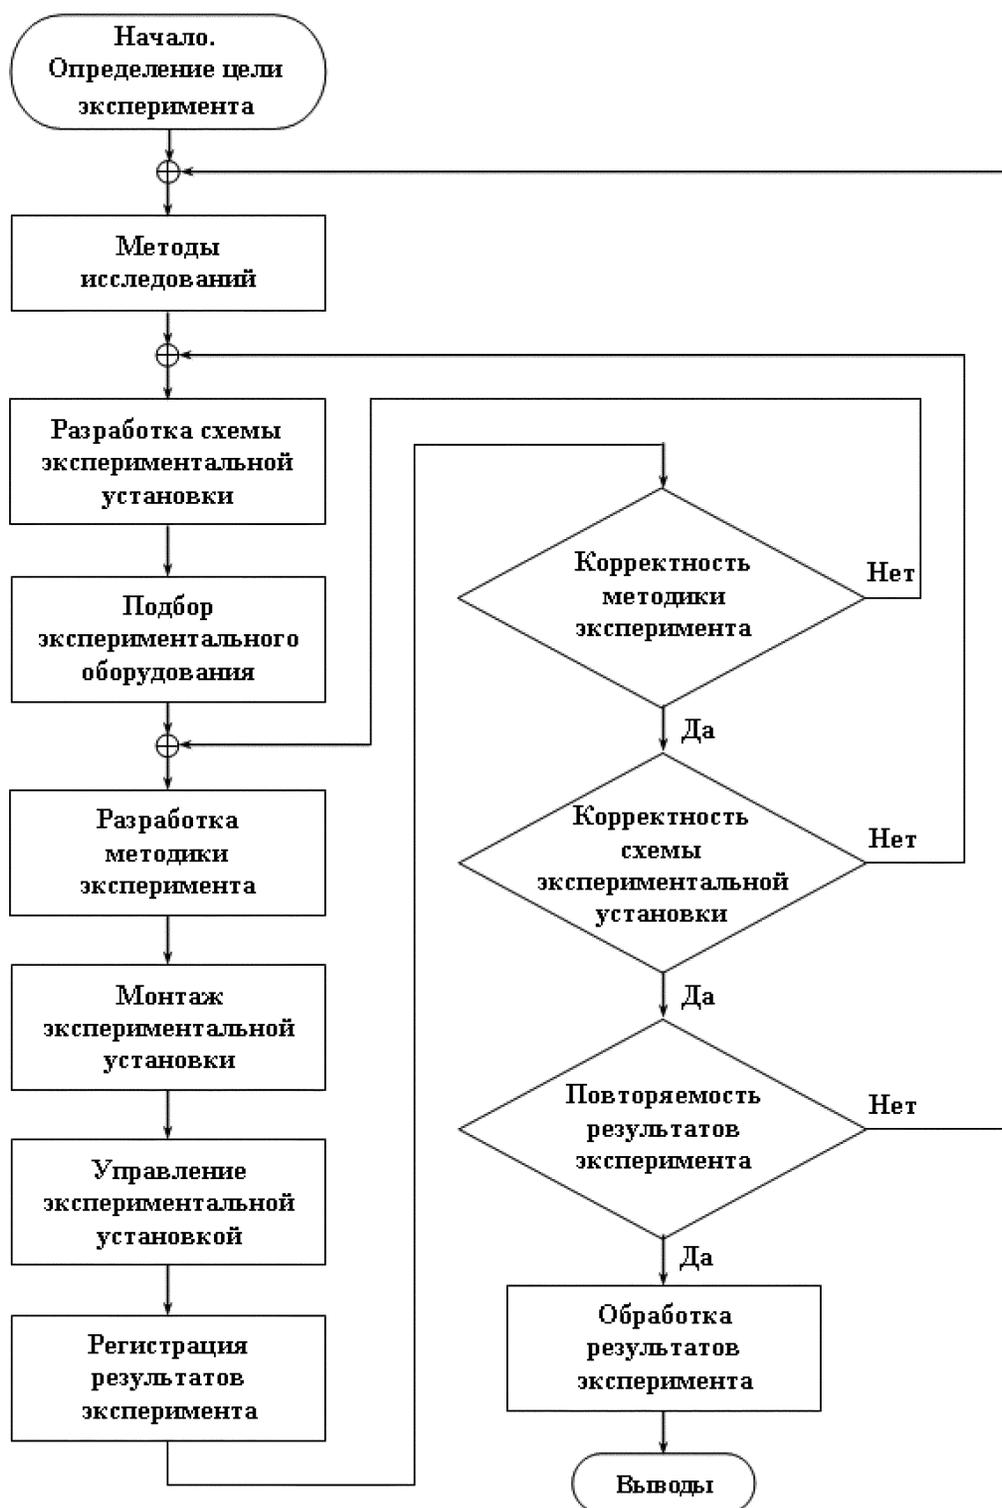 Начало.
Определение цели
эксперимента
Методы
исследований
Разработка схемы
экспериментальной
установки
Подбор
экспериментального
оборудования
Разработка
методики
эксперимента
Монтаж
экспериментальной
установки
Управление
экспериментальной
установкой
Регистрация
результатов
эксперимента
Корректность
методики
эксперимента
Нет
Да
Корректность
схемы
экспериментальной
установки
Нет
Да
Повторяемость
результатов
эксперимента
Нет
Да
Обработка
результатов
эксперимента
Выводы